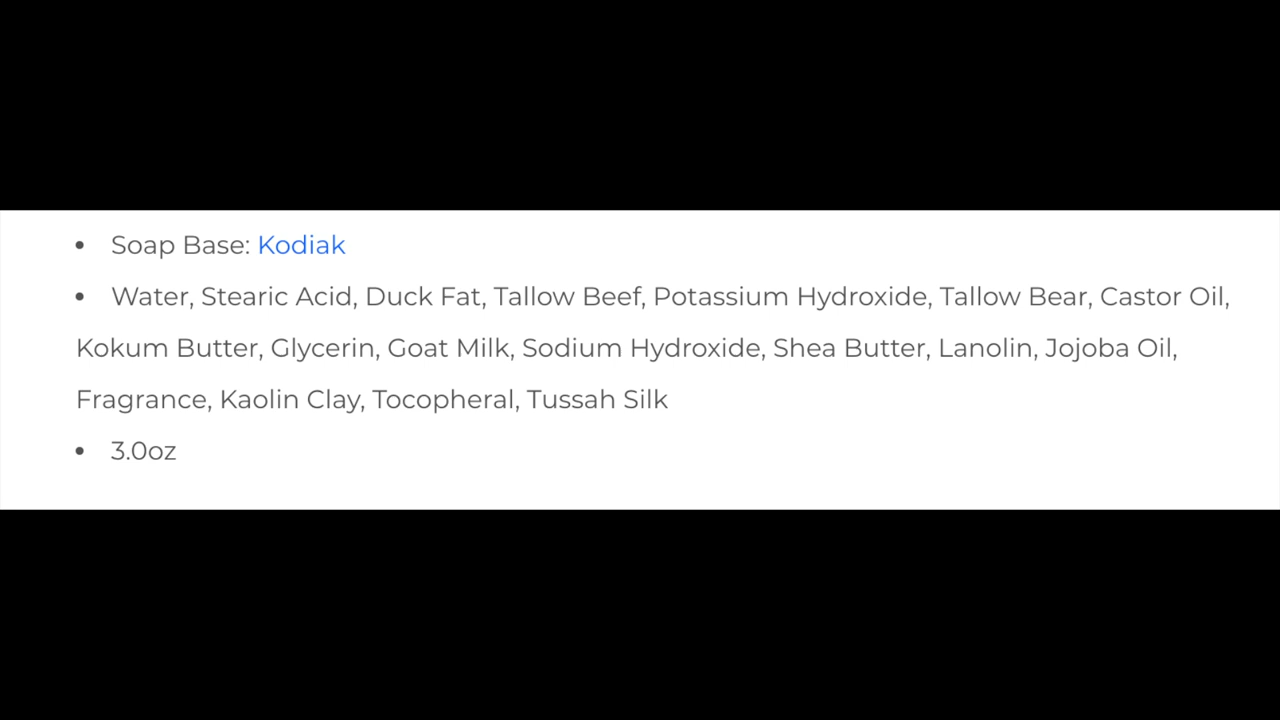 • Soap Base: Kodiak
• Water, Stearic Acid, Duck Fat, Tallow Beef, Potassium Hydroxide, Tallow Bear, Castor Oil,
Kokum Butter, Glycerin, Goat Milk, Sodium Hydroxide, Shea Butter, Lanolin, Jojoba Oil,
Fragrance, Kaolin Clay, Tocopheral, Tussah Silk
• 3.0oz